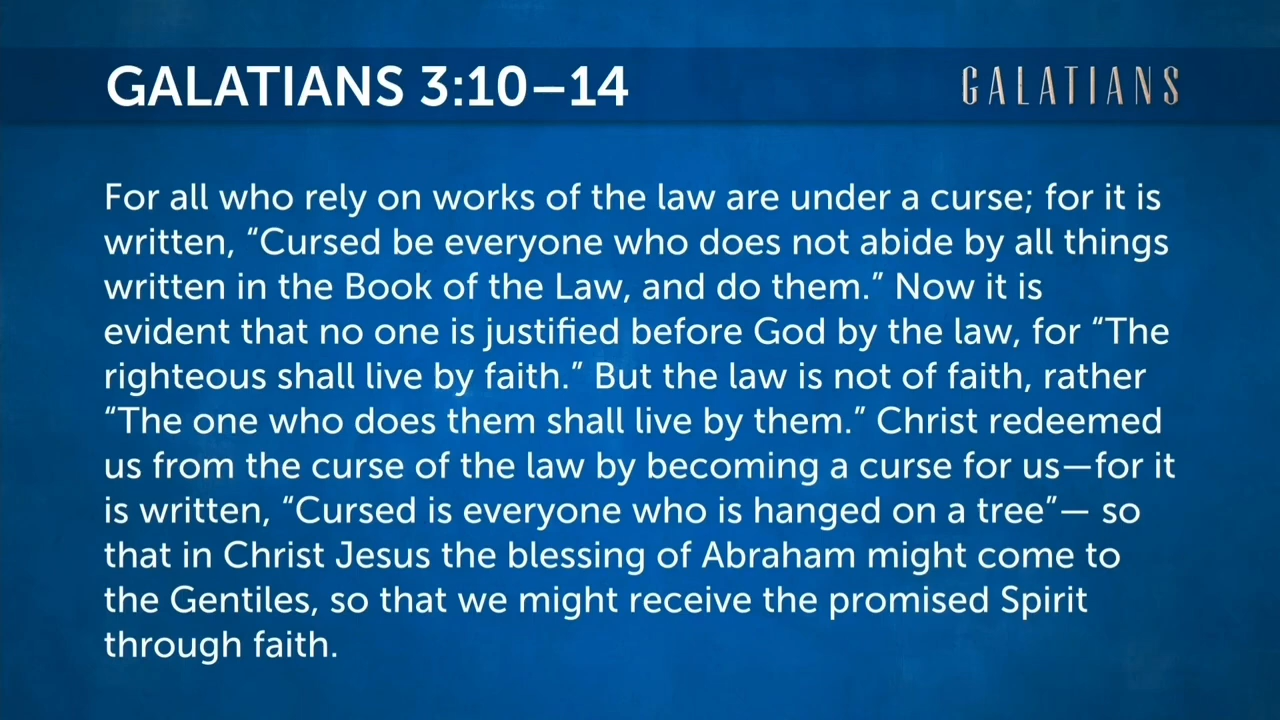 GALATIANS 3:10–14
GALATIANS
For all who rely on works of the law are under a curse; for it is
written, “Cursed be everyone who does not abide by all things
written in the Book of the Law, and do them.” Now it is
evident that no one is justified before God by the law, for “The
righteous shall live by faith.” But the law is not of faith, rather
“The one who does them shall live by them.” Christ redeemed
us from the curse of the law by becoming a curse for us—for it
is written, “Cursed is everyone who is hanged on a tree”— so
that in Christ Jesus the blessing of Abraham might come to
the Gentiles, so that we might receive the promised Spirit
through faith.